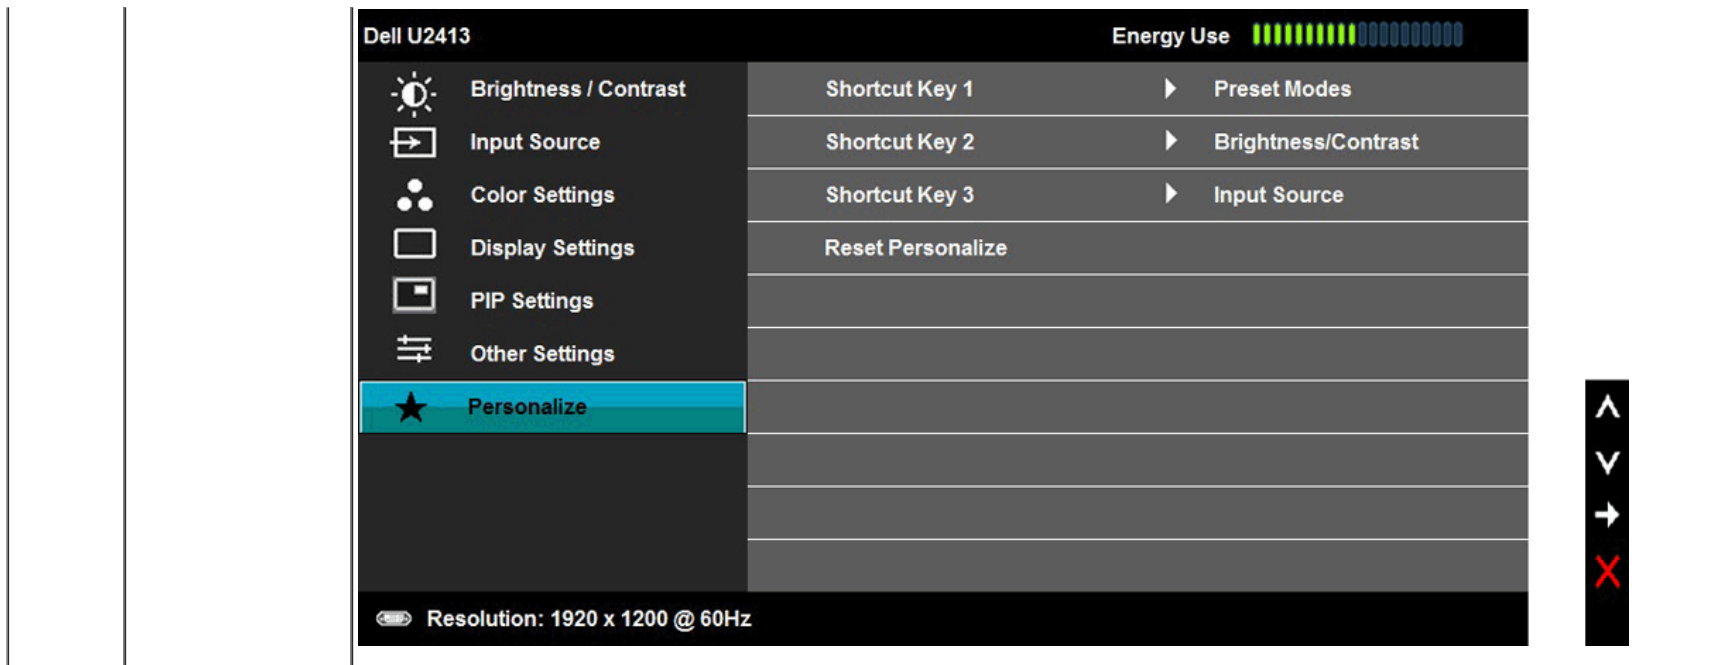 Dell U2413 Energy Use
Brightness / Contrast Shortcut Key 1 Preset Modes
Input Source Shortcut Key 2 Brightness/Contrast
Color Settings Shortcut Key 3 Input Source
Display Settings Reset Personalize
PIP Settings
Other Settings
Personalize
Resolution: 1920 x 1200 @ 60Hz